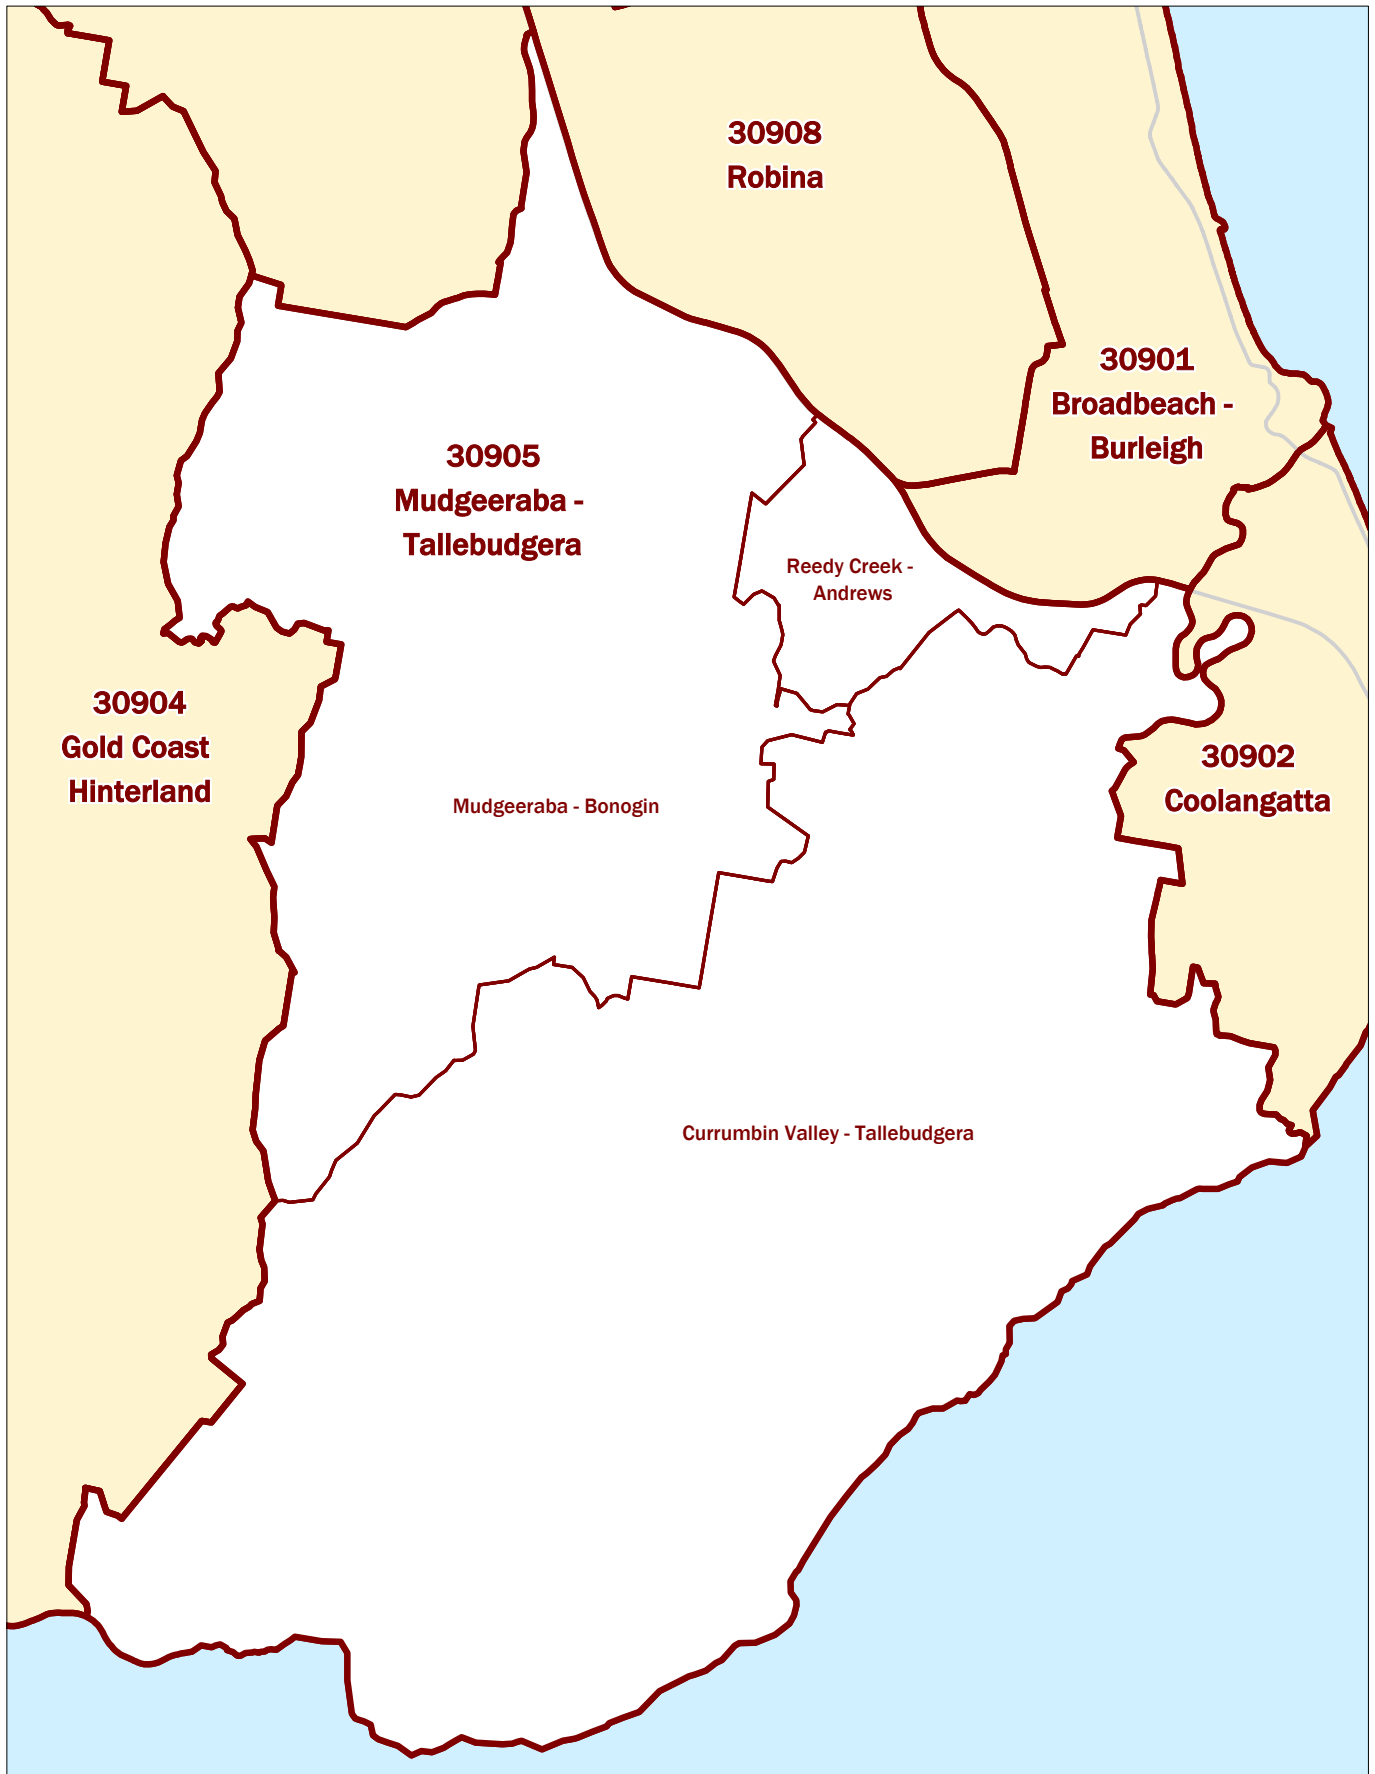 30908
Robina
30901
Broadbeach -
Burleigh
30905
Mudgeeraba -
Tallebudgera
Reedy Creek -
Andrews
30904
Gold Coast
Hinterland
30902
Coolangatta
Mudgeeraba - Bonogin
Currumbin Valley - Tallebudgera